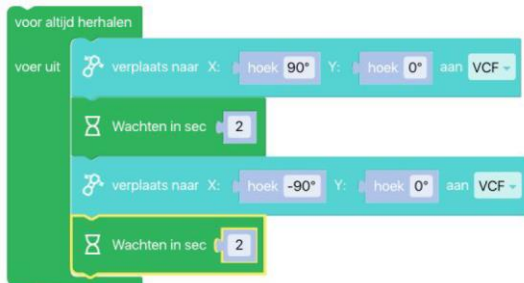 voor altijd herhalen
voer uit verplaats naar X: hoek 90° Y: hoek 0° aan VCF
Wachten in sec 2
verplaats naar X: hoek -90° Y: hoek 0° aan VCF
Wachten in sec 2